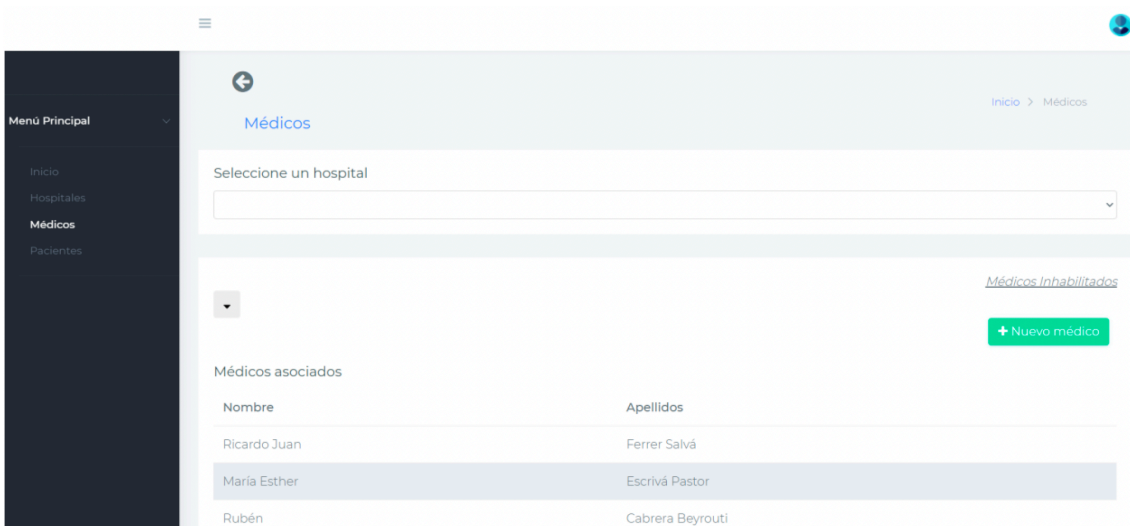 Menú Principal
Inicio
Hospitales
Médicos
Pacientes
Inicio > Médicos
Médicos
Seleccione un hospital
Médicos Inhabilitados
+ Nuevo médico
Médicos asociados
Nombre Apellidos
Ricardo Juan Ferrer Salvá
María Esther Escrivá Pastor
Rubén Cabrera Beyrouti